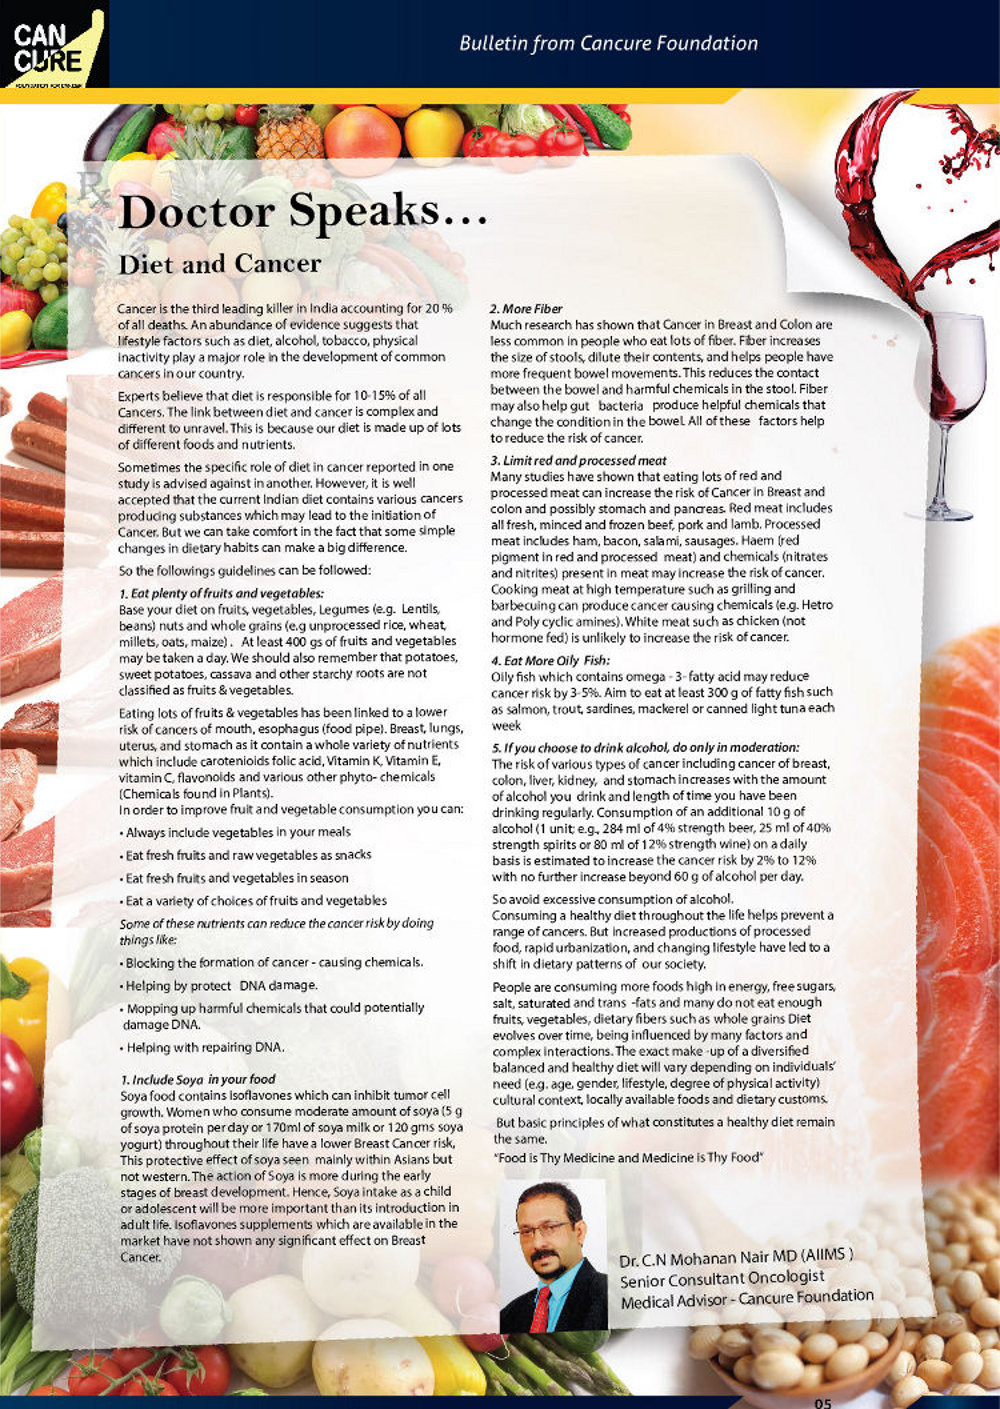 CAN
CURE
FOUNDATION FOR CANCER
Bulletin from Cancure Foundation
Doctor Speaks...
Diet and Cancer
Cancer is the third leading killer in India accounting for 20 %
of all deaths. An abundance of evidence suggests that
lifestyle factors such as diet, alcohol, tobacco, physical
inactivity play a major role in the development of common
cancers in our country.
Experts believe that diet is responsible for 10-15% of all
Cancers. The link between diet and cancer is complex and
different to unravel. This is because our diet is made up of lots
of different foods and nutrients.
Sometimes the specific role of diet in cancer reported in one
study is advised against in another. However, it is well
accepted that the current Indian diet contains various cancers
producing substances which may lead to the initiation of
Cancer. But we can take comfort in the fact that some simple
changes in dietary habits can make a big difference.
So the followings guidelines can be followed:
1. Eat plenty of fruits and vegetables:
Base your diet on fruits, vegetables, Legumes (e.g. Lentils,
beans) nuts and whole grains (e.g unprocessed rice, wheat,
millets, oats, maize) . At least 400 gs of fruits and vegetables
may be taken a day. We should also remember that potatoes,
sweet potatoes, cassava and other starchy roots are not
classified as fruits & vegetables.
Eating lots of fruits & vegetables has been linked to a lower
risk of cancers of mouth, esophagus (food pipe). Breast, lungs,
uterus, and stomach as it contain a whole variety of nutrients
which include carotenioids folic acid, Vitamin K, Vitamin E,
vitamin C, flavonoids and various other phyto- chemicals
(Chemicals found in Plants).
In order to improve fruit and vegetable consumption you can:
• Always include vegetables in your meals
• Eat fresh fruits and raw vegetables as snacks
• Eat fresh fruits and vegetables in season
• Eat a variety of choices of fruits and vegetables
Some of these nutrients can reduce the cancer risk by doing
things like:
• Blocking the formation of cancer - causing chemicals.
• Helping by protect DNA damage.
• Mopping up harmful chemicals that could potentially
damage DNA.
• Helping with repairing DNA.
1. Include Soya in your food
Soya food contains Isoflavones which can inhibit tumor cell
growth. Women who consume moderate amount of soya (5 g
of soya protein per day or 170ml of soya milk or 120 gms soya
yogurt) throughout their life have a lower Breast Cancer risk,
This protective effect of soya seen mainly within Asians but
not western. The action of Soya is more during the early
stages of breast development. Hence, Soya intake as a child
or adolescent will be more important than its introduction in
adult life. Isoflavones supplements which are available in the
market have not shown any significant effect on Breast
Cancer.
2. More Fiber
Much research has shown that Cancer in Breast and Colon are
less common in people who eat lots of fiber. Fiber increases
the size of stools, dilute their contents, and helps people have
more frequent bowel movements. This reduces the contact
between the bowel and harmful chemicals in the stool. Fiber
may also help gut bacteria produce helpful chemicals that
change the condition in the bowel. All of these factors help
to reduce the risk of cancer.
3. Limit red and processed meat
Many studies have shown that eating lots of red and
processed meat can increase the risk of Cancer in Breast and
colon and possibly stomach and pancreas. Red meat includes
all fresh, minced and frozen beef, pork and lamb. Processed
meat includes ham, bacon, salami, sausages. Haem (red
pigment in red and processed meat) and chemicals (nitrates
and nitrites) present in meat may increase the risk of cancer.
Cooking meat at high temperature such as grilling and
barbecuing can produce cancer causing chemicals (e.g. Hetro
and Poly cyclic amines). White meat such as chicken (not
hormone fed) is unlikely to increase the risk of cancer.
4. Eat More Oily Fish:
Oily fish which contains omega - 3- fatty acid may reduce
cancer risk by 3-5%. Aim to eat at least 300 g of fatty fish such
as salmon, trout, sardines, mackerel or canned light tuna each
week
5. If you choose to drink alcohol, do only in moderation:
The risk of various types of cancer including cancer of breast,
colon, liver, kidney, and stomach increases with the amount
of alcohol you drink and length of time you have been
drinking regularly. Consumption of an additional 10 g of
alcohol (1 unit; e.g., 284 ml of 4% strength beer, 25 ml of 40%
strength spirits or 80 ml of 12% strength wine) on a daily
basis is estimated to increase the cancer risk by 2% to 12%
with no further increase beyond 60 g of alcohol per day.
So avoid excessive consumption of alcohol.
Consuming a healthy diet throughout the life helps prevent a
range of cancers. But increased productions of processed
food, rapid urbanization, and changing lifestyle have led to a
shift in dietary patterns of our society.
People are consuming more foods high in energy, free sugars,
salt, saturated and trans -fats and many do not eat enough
fruits, vegetables, dietary fibers such as whole grains Diet
evolves over time, being influenced by many factors and
complex interactions. The exact make -up of a diversified
balanced and healthy diet will vary depending on individuals'
need (e.g. age, gender, lifestyle, degree of physical activity)
cultural context, locally available foods and dietary customs.
But basic principles of what constitutes a healthy diet remain
the same.
"Food is Thy Medicine and Medicine is Thy Food"
Dr. C.N Mohanan Nair MD (AIIMS )
Senior Consultant Oncologist
Medical Advisor - Cancure Foundation
05